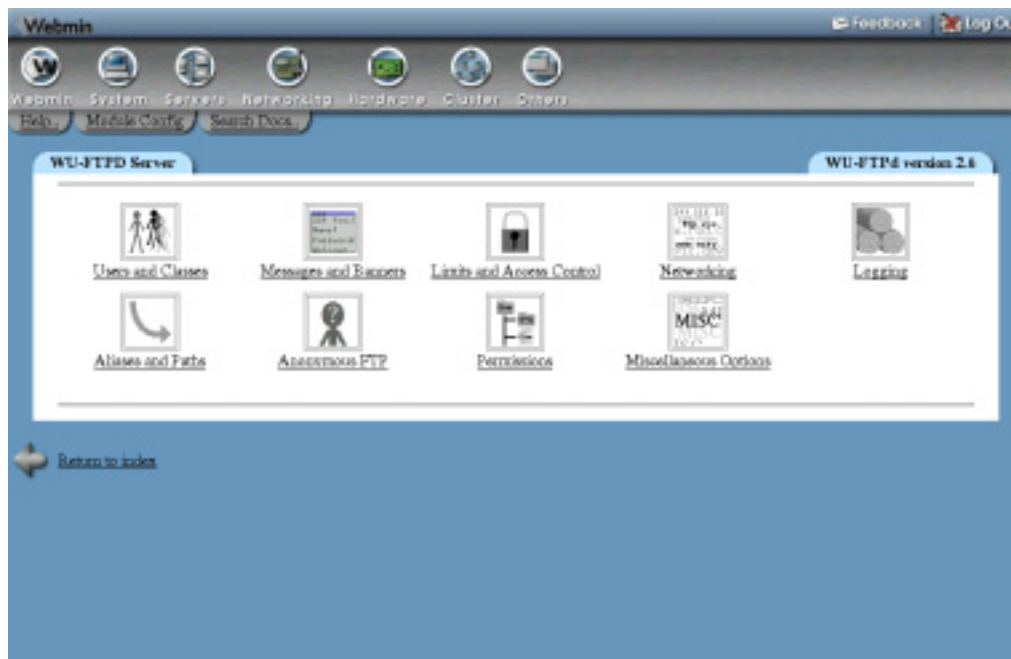 Webmin
Feedback
Log Ou
Webmin System Servers Networking Hardware Cluster Others
Help.. Module Config Search Docs..
WU-FTPD Server
WU-FTPd version 2.6
Users and Classes
Messages and Banners
Limits and Access Control
Networking
Logging
Aliases and Paths
Anonymous FTP
Permissions
MISC
Miscellaneous Options
Return to index